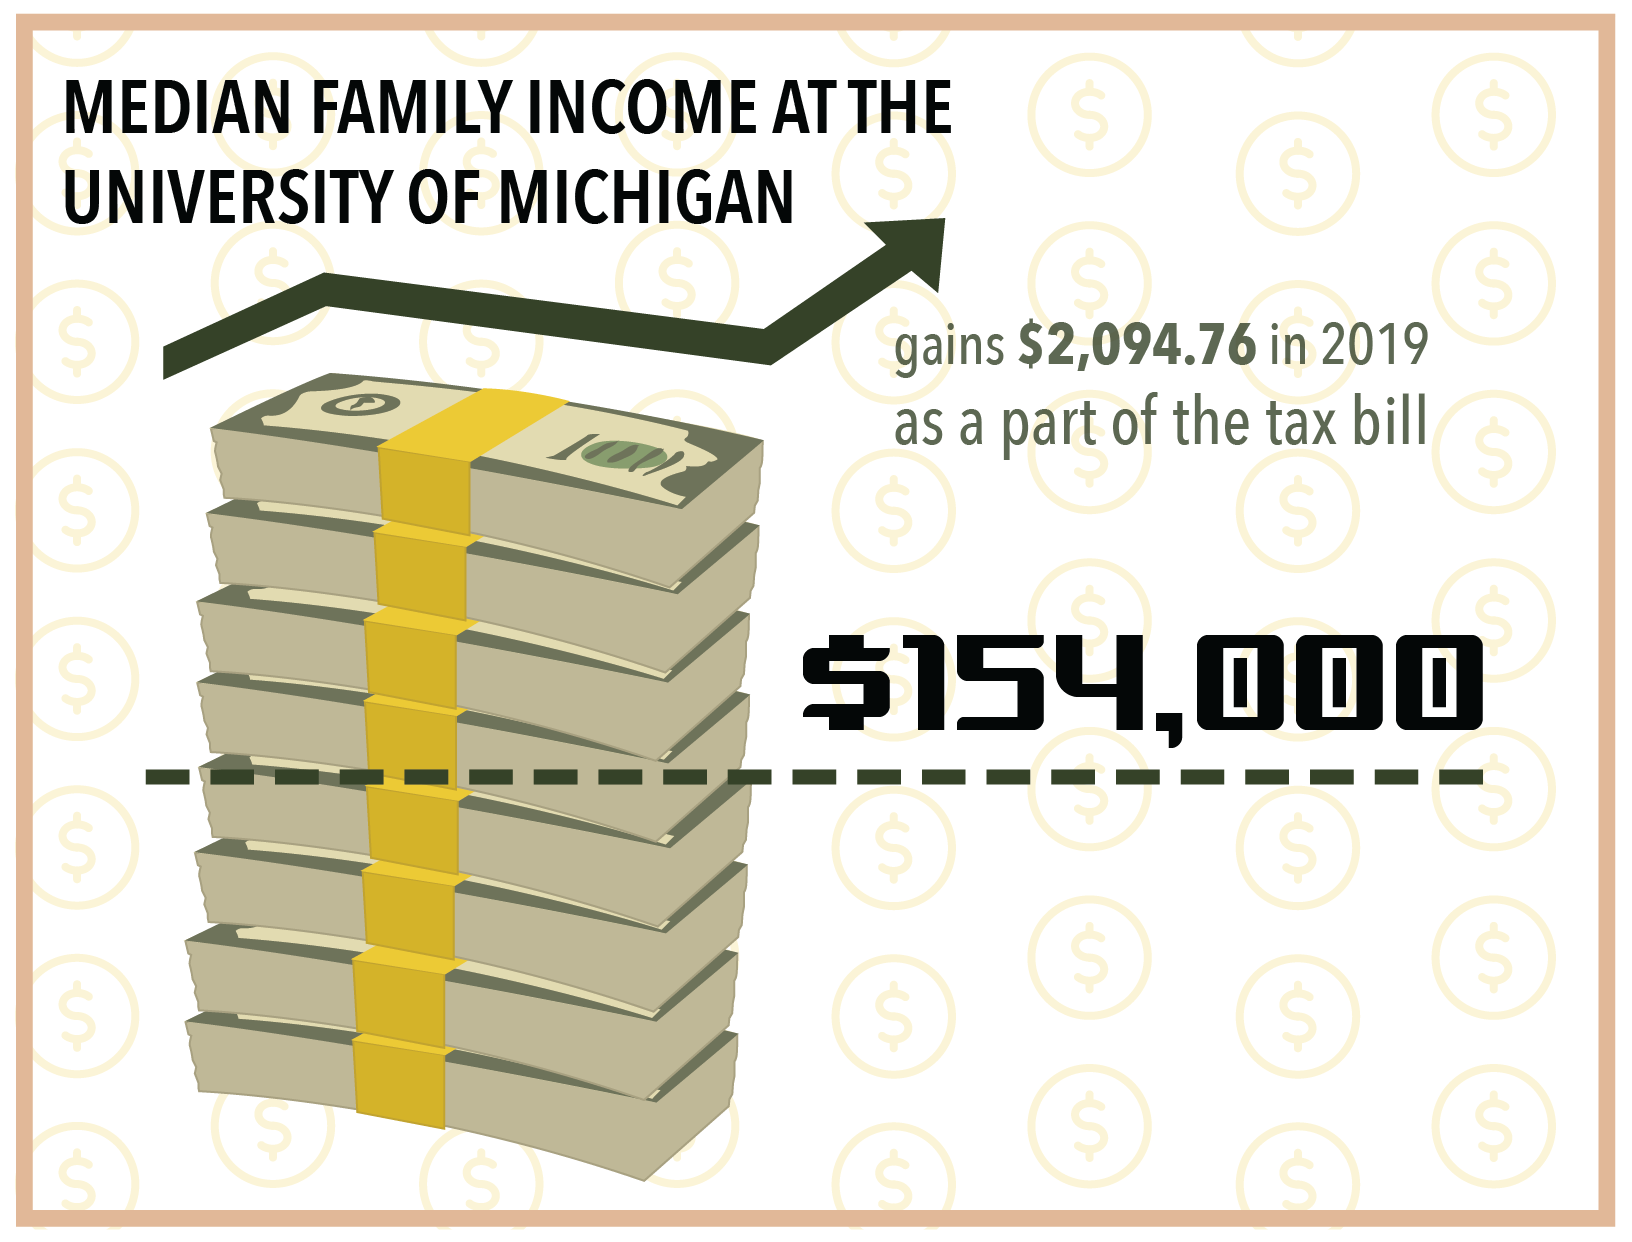 MEDIAN FAMILY INCOME AT THE
UNIVERSITY OF MICHIGAN
gains $2,094.76 in 2019
as a part of the tax bill
$154,000